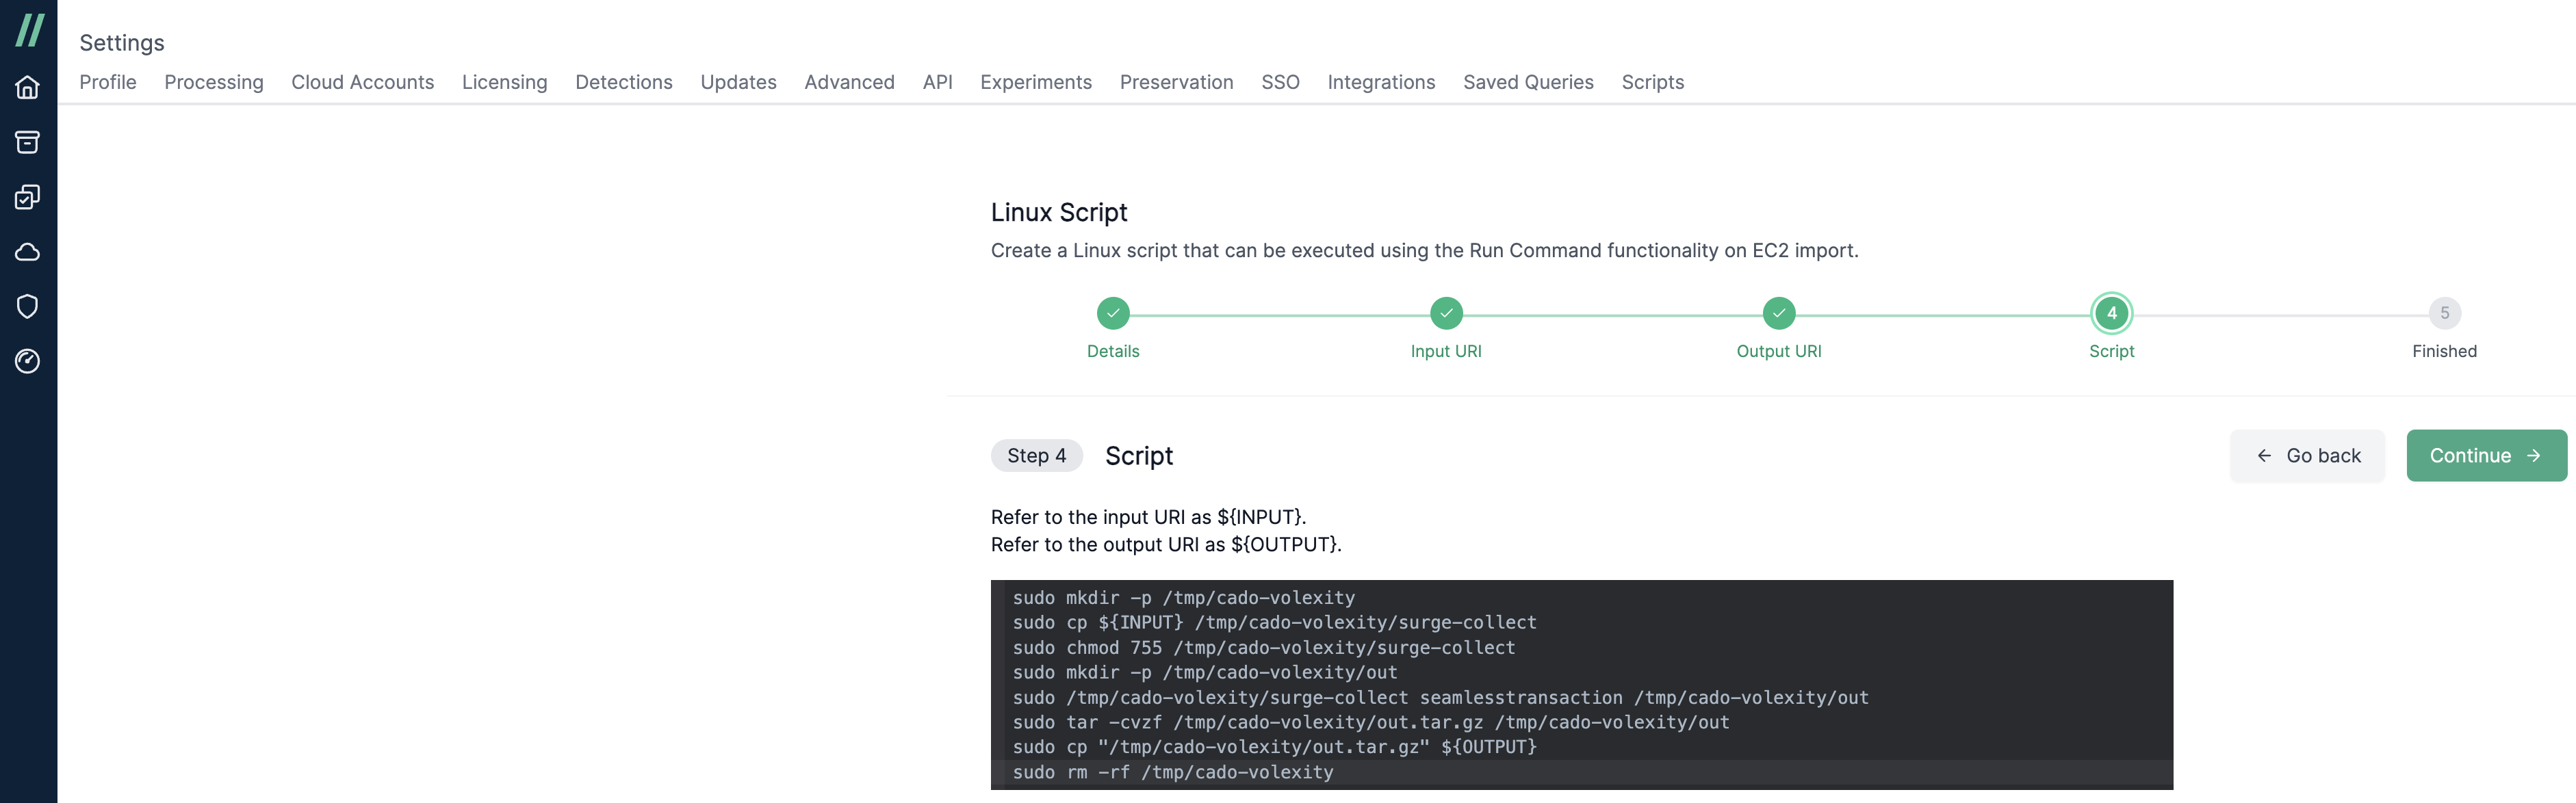 Settings
Profile Processing Cloud Accounts Licensing Detections Updates Advanced API Experiments Preservation SSO Integrations Saved Queries Scripts
Linux Script
Create a Linux script that can be executed using the Run Command functionality on EC2 import.
4 5
Details Input URI Output URI Script Finished
Step 4 Script Go back Continue
Refer to the input URI as ${INPUT}.
Refer to the output URI as ${OUTPUT}.
sudo mkdir -p /tmp/cado-volexity
sudo cp ${INPUT} /tmp/cado-volexity/surge-collect
sudo chmod 755 /tmp/cado-volexity/surge-collect
sudo mkdir -p /tmp/cado-volexity/out
sudo /tmp/cado-volexity/surge-collect seamlesstransaction /tmp/cado-volexity/out
sudo tar -cvzf /tmp/cado-volexity/out.tar.gz /tmp/cado-volexity/out
sudo cp "/tmp/cado-volexity/out.tar.gz" ${OUTPUT}
sudo rm -rf /tmp/cado-volexity